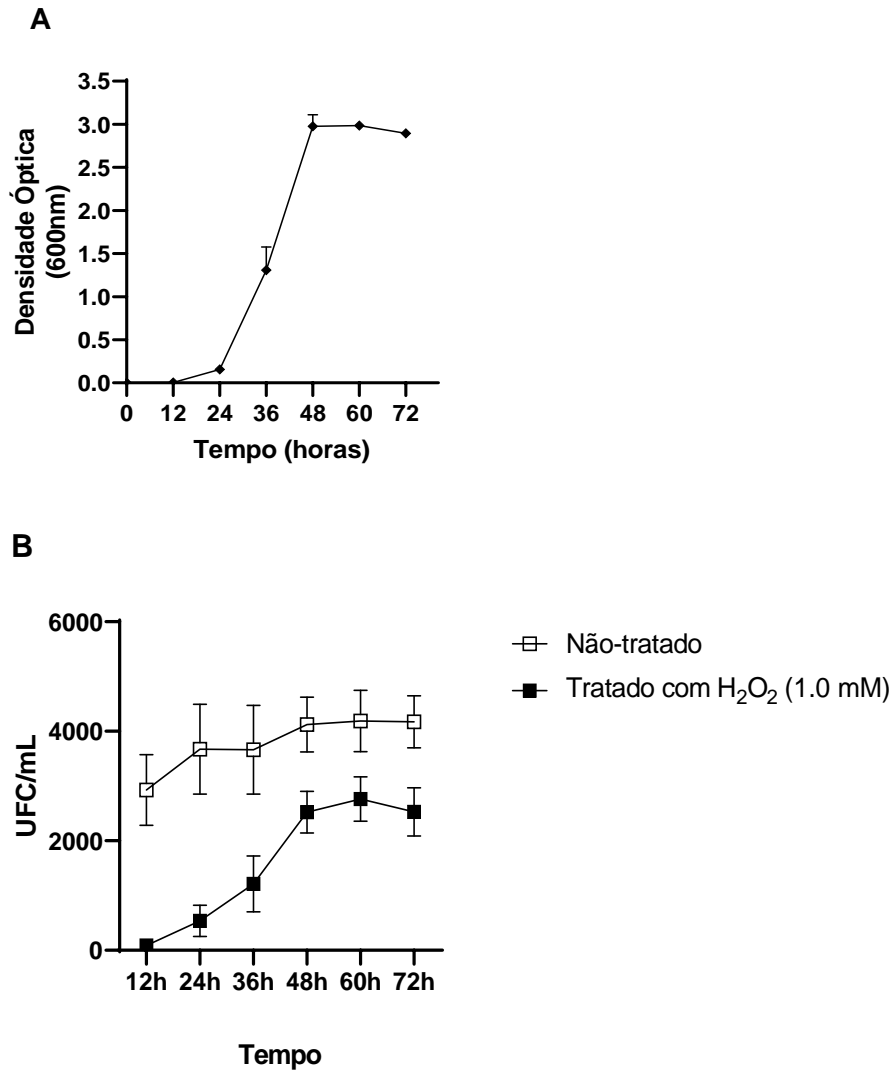 A
3.5
3.0
2.5
2.0
1.5
1.0
0.5
0.0
Densidade Óptica
(600nm)
0 12 24 36 48 60 72
Tempo (horas)
B
6000
4000
2000
0
UFC/mL
12h 24h 36h 48h 60h 72h
Tempo
Não-tratado
Tratado com H₂O₂ (1.0 mM)